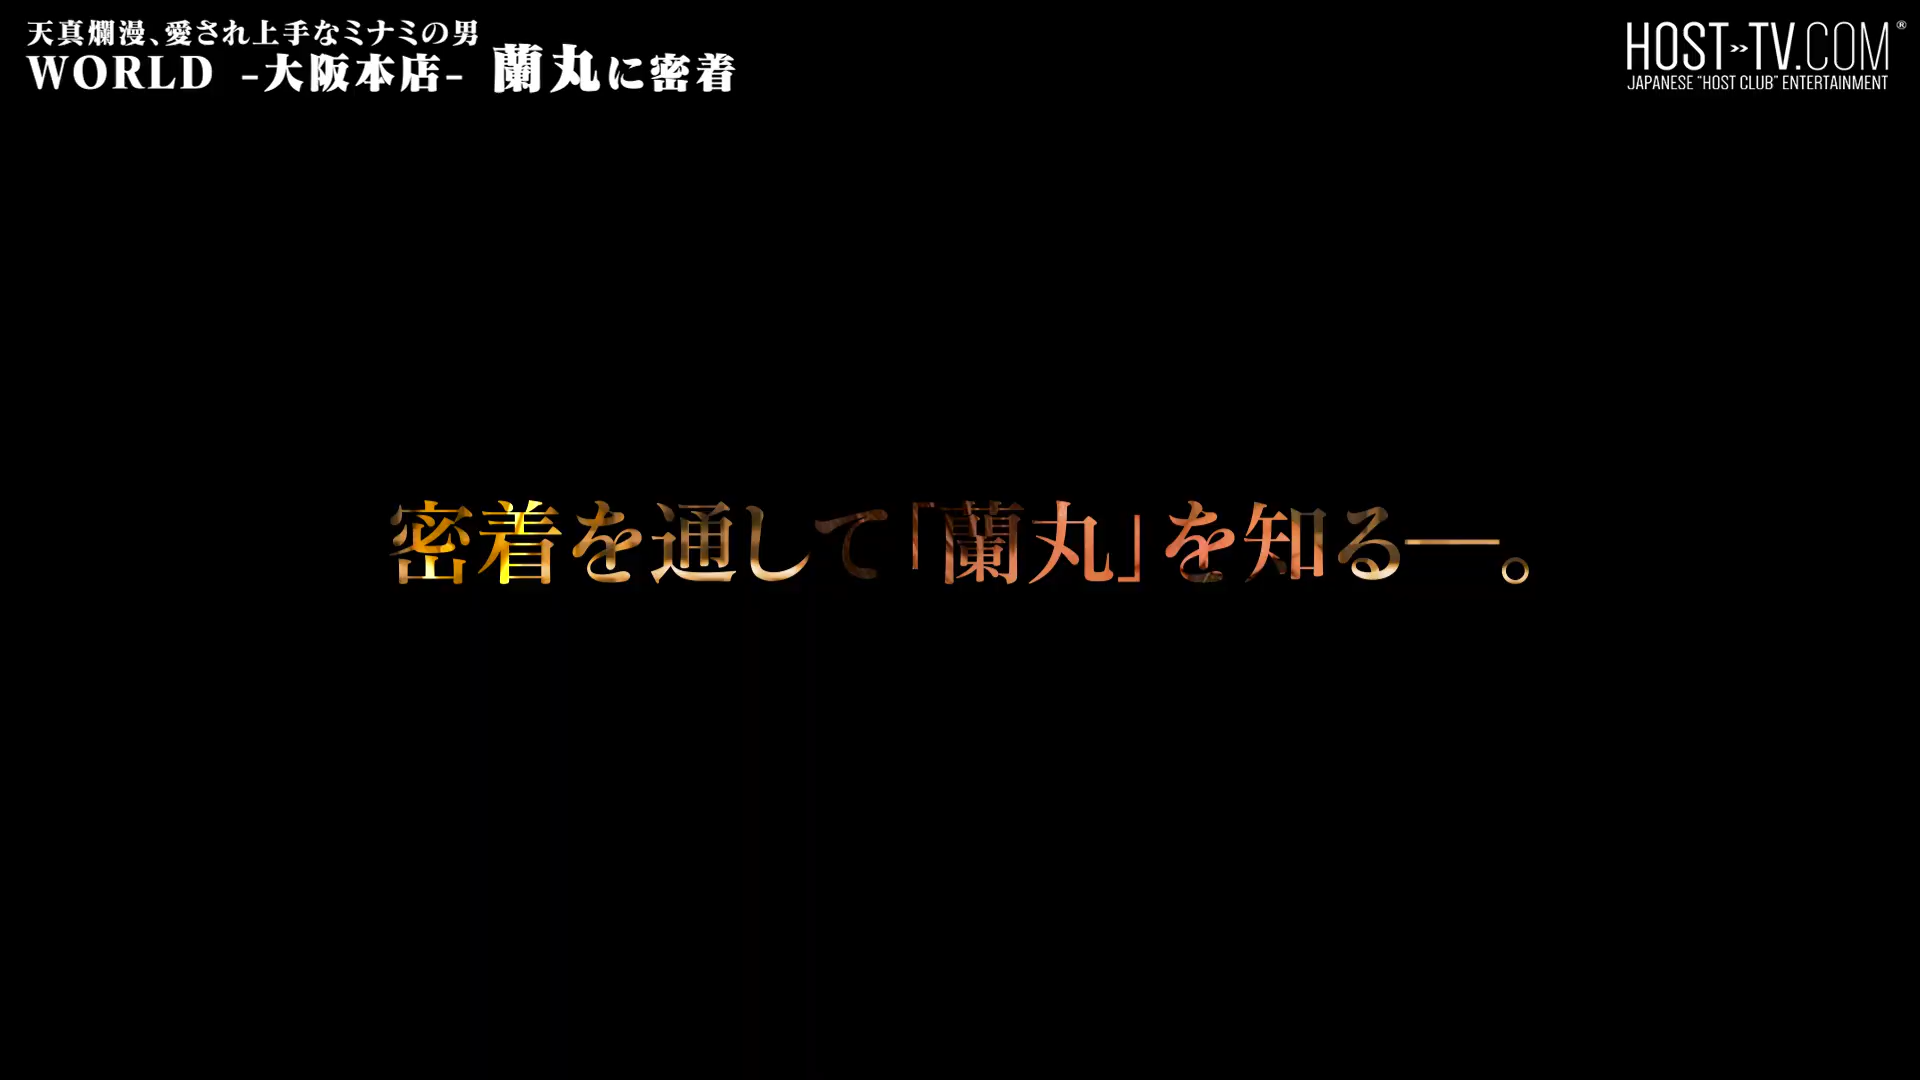 天真爛漫、愛され上手なミナミの男
WORLD -大阪本店- 蘭丸に密着
HOST››TV.COM®
JAPANESE “HOST CLUB” ENTERTAINMENT
密着を通して「蘭丸」を知る―。